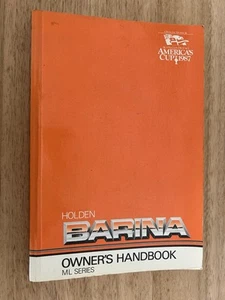 AMERICA'S
CUP 1987
HOLDEN
BARINA
OWNER'S HANDBOOK
ML SERIES